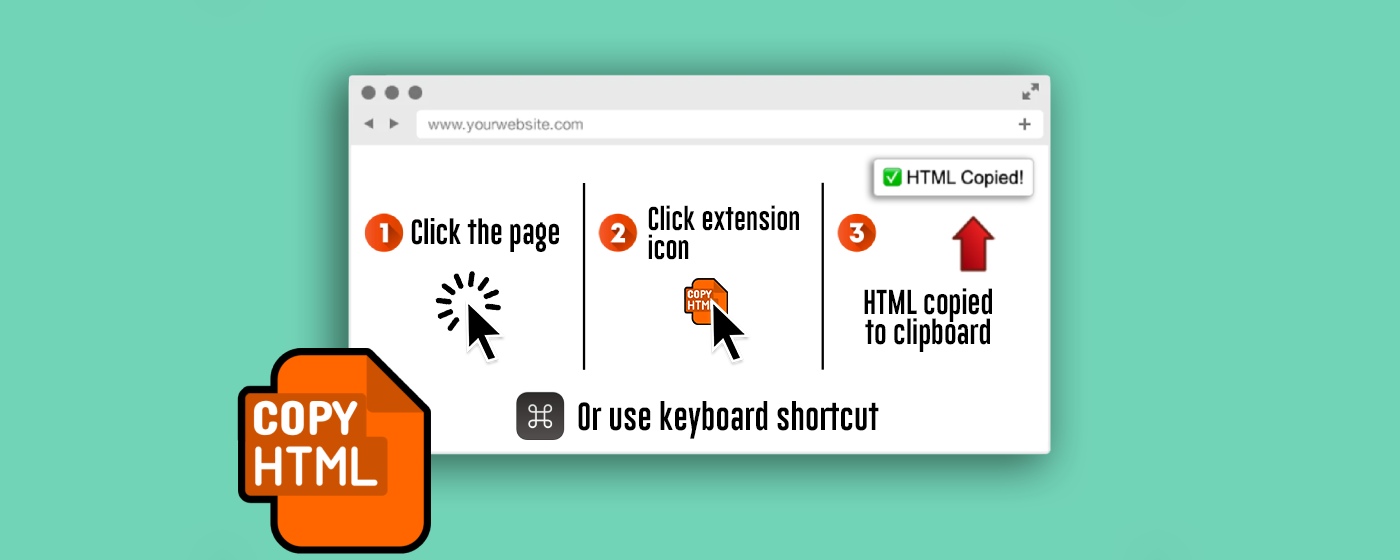 www.yourwebsite.com
✅ HTML Copied!
1 Click the page
2 Click extension
icon
COPY
HTML
3
HTML copied
to clipboard
⌘ Or use keyboard shortcut
COPY
HTML